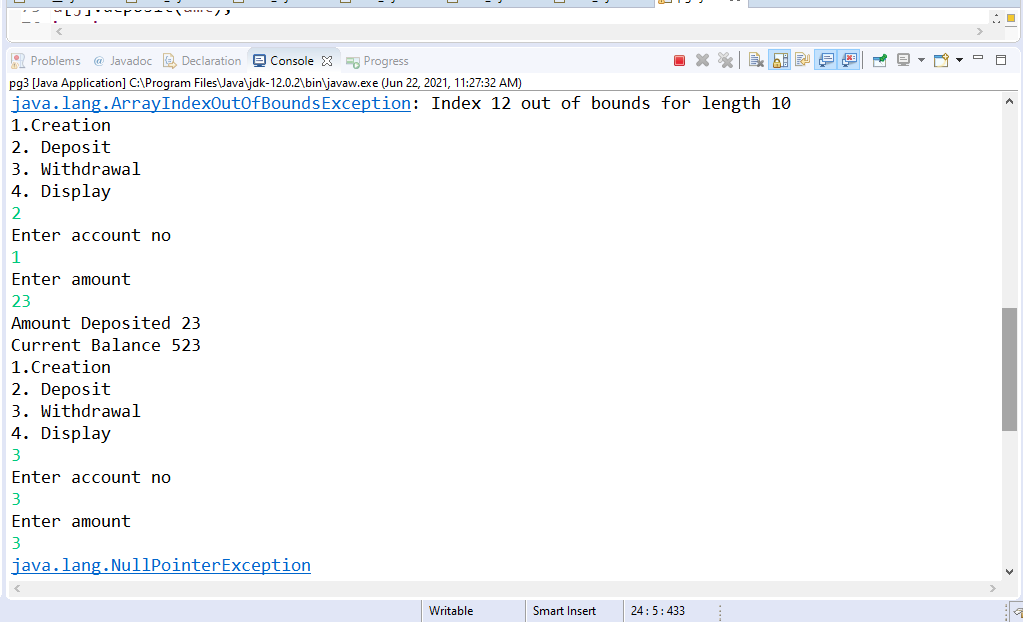 Problems @ Javadoc Declaration Console Progress
pg3 [Java Application] C:\Program Files\Java\jdk-12.0.2\bin\javaw.exe (Jun 22, 2021, 11:27:32 AM)
java.lang.ArrayIndexOutOfBoundsException: Index 12 out of bounds for length 10
1.Creation
2. Deposit
3. Withdrawal
4. Display
2
Enter account no
1
Enter amount
23
Amount Deposited 23
Current Balance 523
1.Creation
2. Deposit
3. Withdrawal
4. Display
3
Enter account no
3
Enter amount
3
java.lang.NullPointerException
Writable Smart Insert 24 : 5 : 433